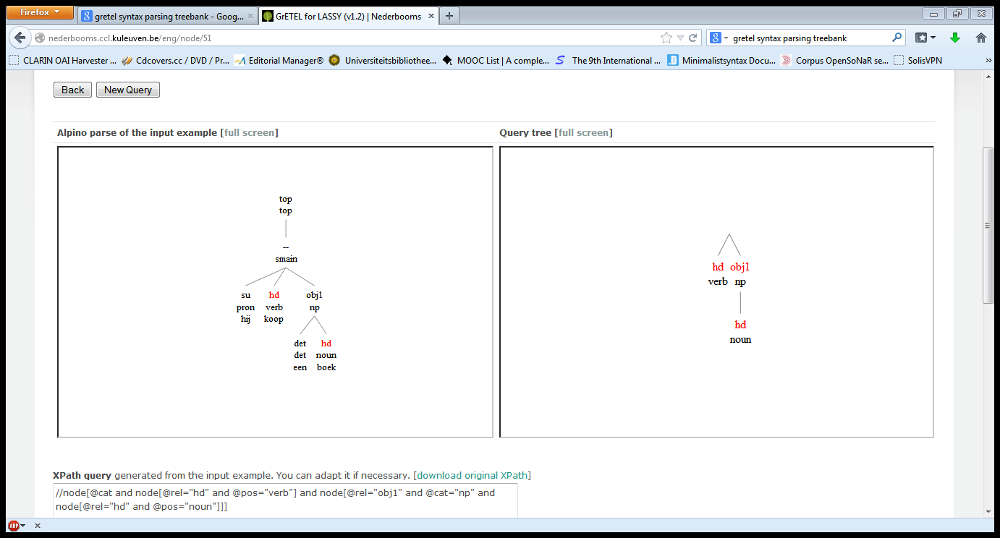 Firefox
gretel syntax parsing treebank - Goog...
GrETEL for LASSY (v1.2) | Nederbooms
nederbooms.ccl.kuleuven.be/eng/node/51
gretel syntax parsing treebank
CLARIN OAI Harvester ... Cdcovers.cc / DVD / Pr... Editorial Manager® Universiteitsbibliothee... MOOC List | A comple... The 9th International ... Minimalistsyntax Docu... Corpus OpenSoNaR se... SolisVPN »
Back New Query
Alpino parse of the input example [full screen]
Query tree [full screen]
top
top
--
smain
su hd obj1
pron verb np
hij koop
det hd
det noun
een boek
hd obj1
verb np
hd
noun
XPath query generated from the input example. You can adapt it if necessary. [download original XPath]
//node[@cat and node[@rel="hd" and @pos="verb"] and node[@rel="obj1" and @cat="np" and
node[@rel="hd" and @pos="noun"]]]
ABP